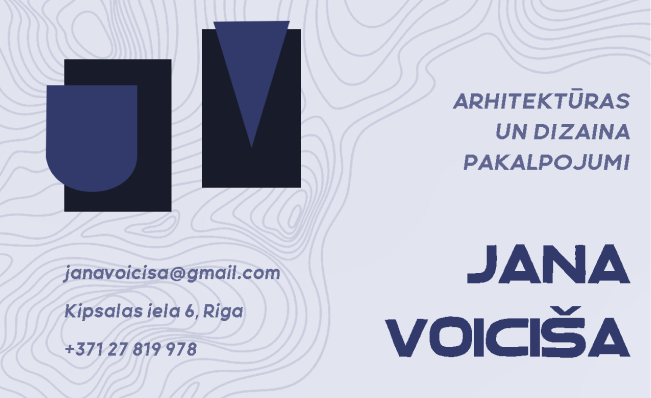 ARHITEKTŪRAS
UN DIZAINA
PAKALPOJUMI
JANA
VOICIŠA
janavoicisa@gmail.com
Kipsalas iela 6, Riga
+371 27 819 978